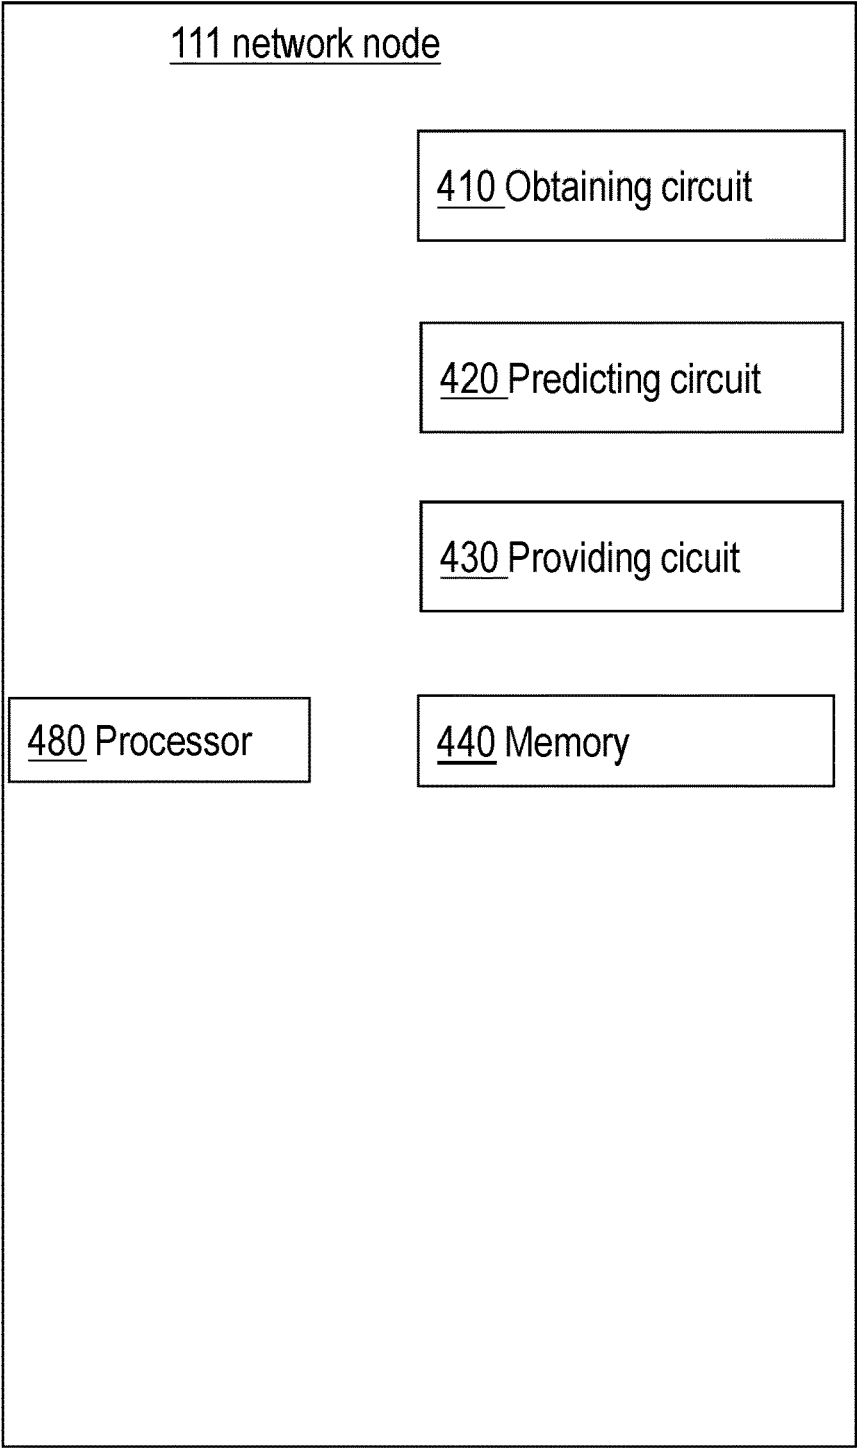 111 network node
410 Obtaining circuit
420 Predicting circuit
430 Providing cicuit
480 Processor
440 Memory